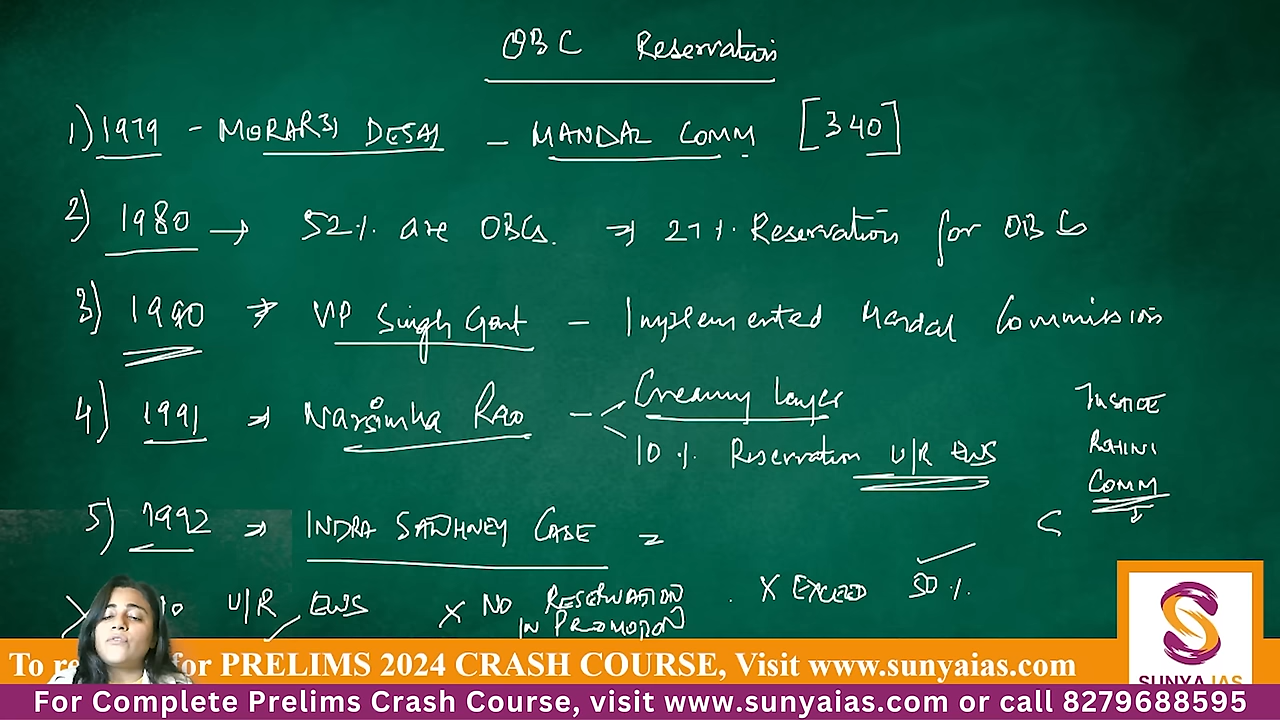 OBC Reservation
1) 1979 - MORARJI DESAI - MANDAL COMM [340]
2) 1980 → 52% are OBCs. ⇒ 27% Reservation for OBCs
3) 1990 ⇒ VP Singh Govt - Implemented Mandal Commission
4) 1991 ⇒ Narsimha Rao - Creamy Layer
10% Reservation U/R EWS
JUSTICE
ROHINI
COMM
5) 1992 ⇒ INDRA SAWHNEY CASE =
X U/R EWS X NO RESERVATION IN PROMOTION X EXCEED 50%.
To re for PRELIMS 2024 CRASH COURSE, Visit www.sunyaias.com
SUNYA IAS
For Complete Prelims Crash Course, visit www.sunyaias.com or call 8279688595